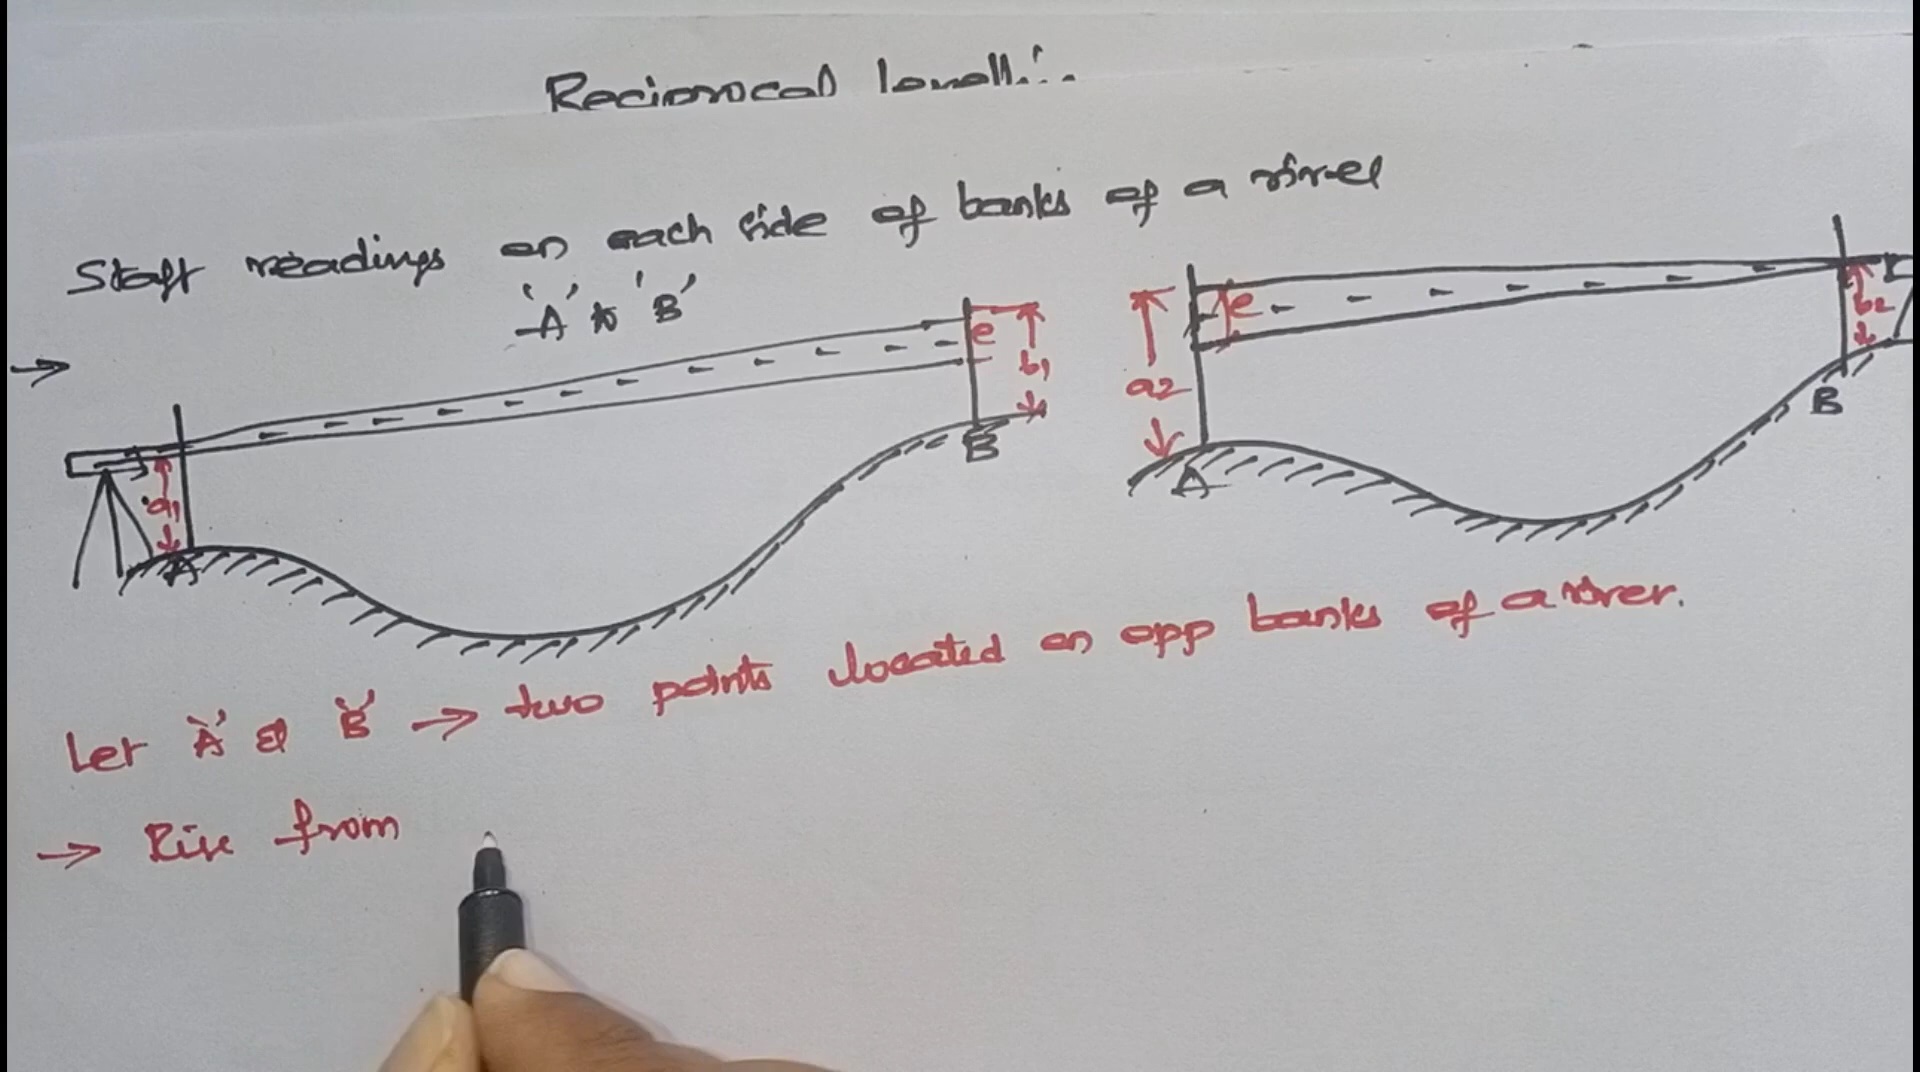 Reciprocal levelling
Staff readings on each side of banks of a river
'A' to 'B'
→
e
b1
a1
A
B
a2
e
b2
A
B
Let 'A' & 'B' → two points located on opp banks of a river.
→ Rise from